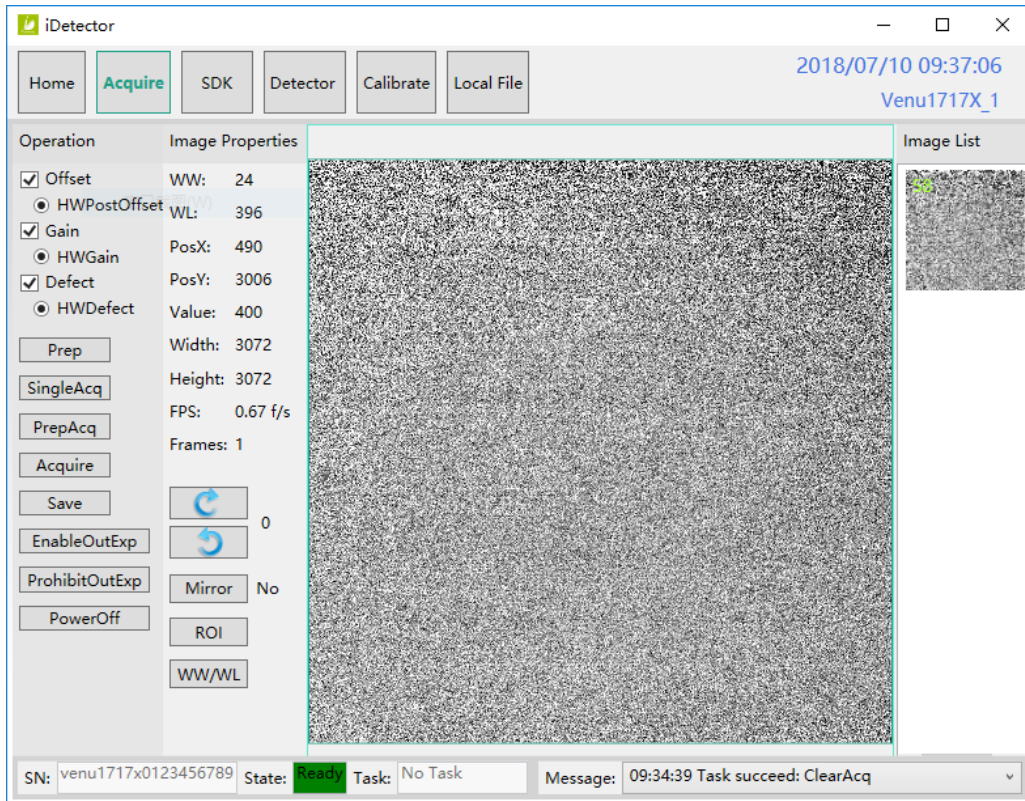 iDetector
Home
Acquire
SDK
Detector
Calibrate
Local File
2018/07/10 09:37:06
Venu1717X_1
Operation
Offset
HWPostOffset
Gain
HWGain
Defect
HWDefect
Prep
SingleAcq
PrepAcq
Acquire
Save
EnableOutExp
ProhibitOutExp
PowerOff
Image Properties
WW: 24
WL: 396
PosX: 490
PosY: 3006
Value: 400
Width: 3072
Height: 3072
FPS: 0.67 f/s
Frames: 1
0
Mirror No
ROI
WW/WL
Image List
SN: venu1717x0123456789 State: Ready Task: No Task Message: 09:34:39 Task succeed: ClearAcq